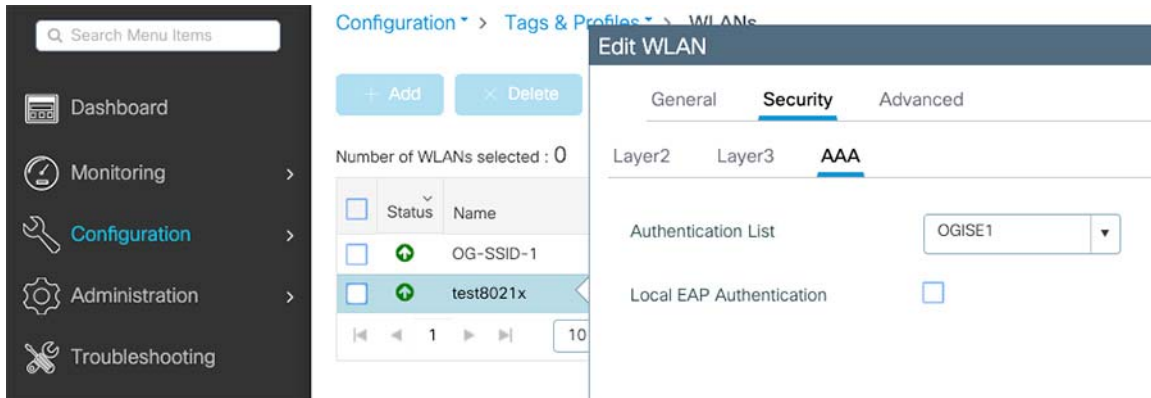 Search Menu Items
Dashboard
Monitoring
Configuration
Administration
Troubleshooting
Configuration > Tags & Profiles > WLANs
+ Add
× Delete
Number of WLANs selected : 0
Status Name
OG-SSID-1
test8021x
1
10
Edit WLAN
General Security Advanced
Layer2 Layer3 AAA
Authentication List OGISE1
Local EAP Authentication